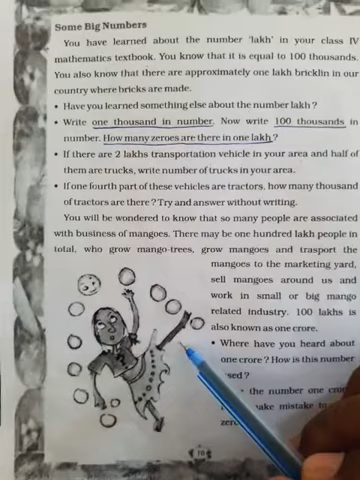 Some Big Numbers
You have learned about the number 'lakh' in your class IV
mathematics textbook. You know that it is equal to 100 thousands.
You also know that there are approximately one lakh bricklin in our
country where bricks are made.
• Have you learned something else about the number lakh ?
• Write one thousand in number. Now write 100 thousands in
number. How many zeroes are there in one lakh ?
• If there are 2 lakhs transportation vehicle in your area and half of
them are trucks, write number of trucks in your area.
• If one fourth part of these vehicles are tractors, how many thousand
of tractors are there ? Try and answer without writing.
You will be wondered to know that so many people are associated
with business of mangoes. There may be one hundred lakh people in
total, who grow mango-trees, grow mangoes and trasport the
mangoes to the marketing yard,
sell mangoes around us and
work in small or big mango
related industry. 100 lakhs is
also known as one crore.
• Where have you heard about
one crore ? How is this number
sed ?
the number one cro
ake mistake to
zero
10